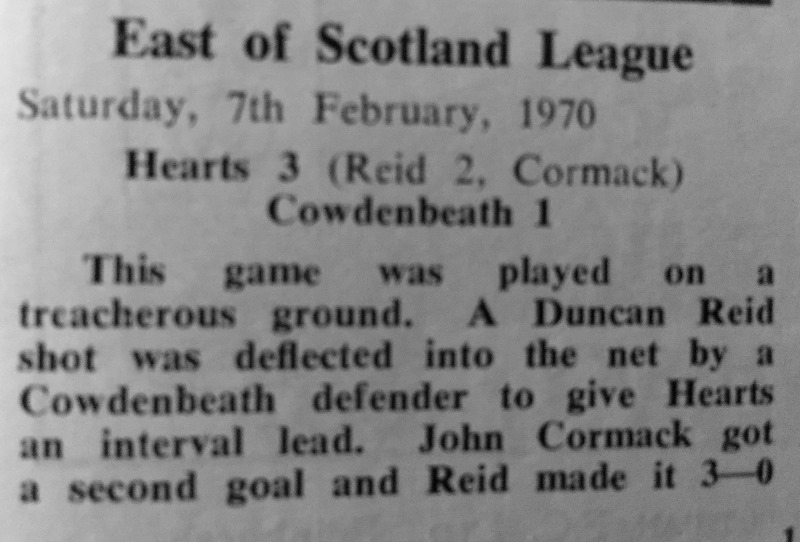 East of Scotland League
Saturday, 7th February, 1970
Hearts 3 (Reid 2, Cormack)
Cowdenbeath 1
This game was played on a
treacherous ground. A Duncan Reid
shot was deflected into the net by a
Cowdenbeath defender to give Hearts
an interval lead. John Cormack got
a second goal and Reid made it 3—0